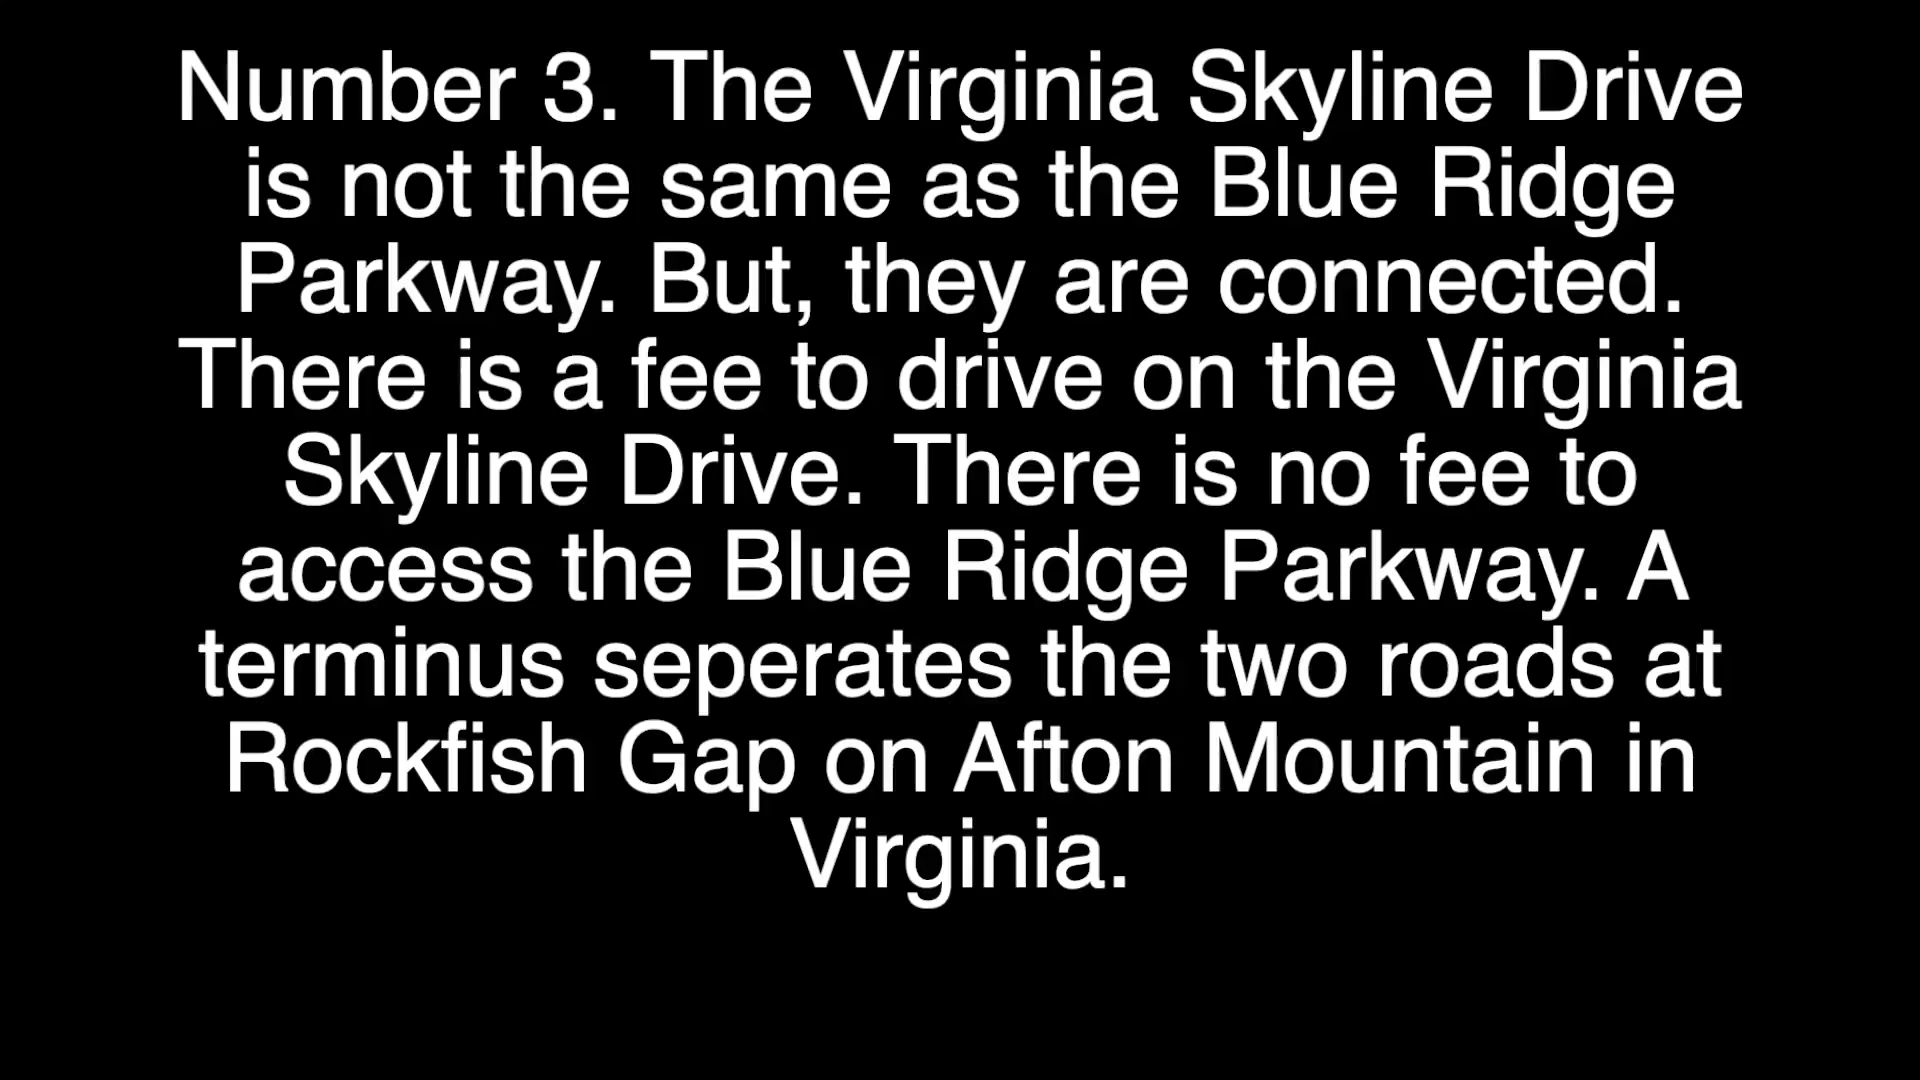 Number 3. The Virginia Skyline Drive
is not the same as the Blue Ridge
Parkway. But, they are connected.
There is a fee to drive on the Virginia
Skyline Drive. There is no fee to
access the Blue Ridge Parkway. A
terminus seperates the two roads at
Rockfish Gap on Afton Mountain in
Virginia.